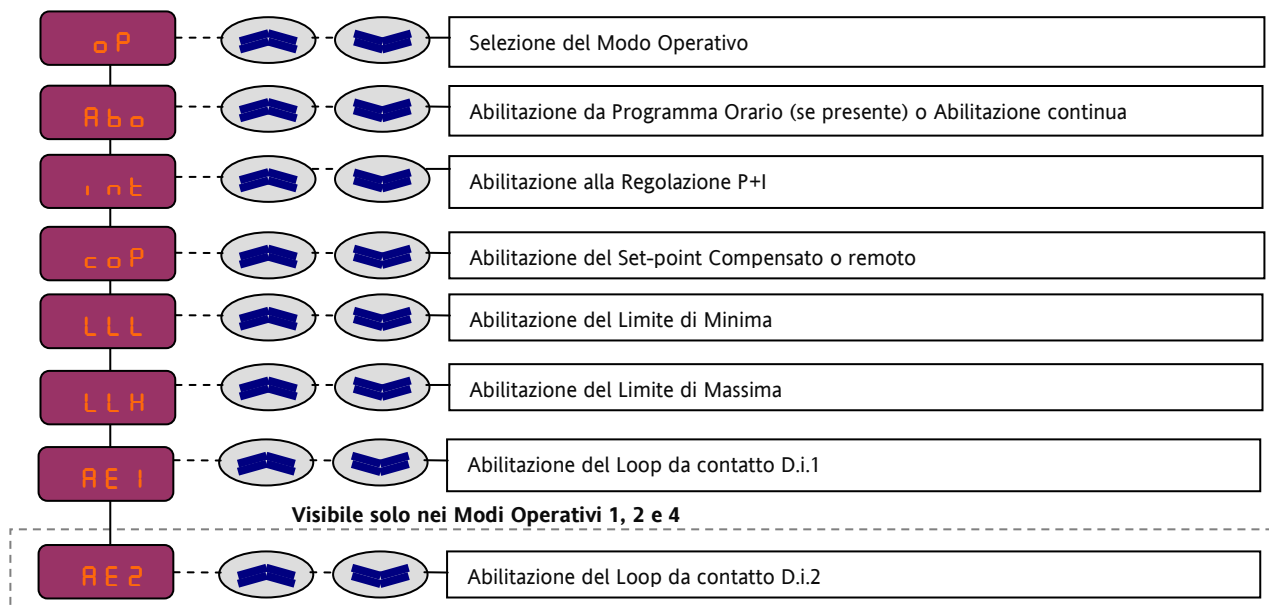 oP
Selezione del Modo Operativo
Abo
Abilitazione da Programma Orario (se presente) o Abilitazione continua
int
Abilitazione alla Regolazione P+I
coP
Abilitazione del Set-point Compensato o remoto
LLL
Abilitazione del Limite di Minima
LLH
Abilitazione del Limite di Massima
AE1
Abilitazione del Loop da contatto D.i.1
Visibile solo nei Modi Operativi 1, 2 e 4
AE2
Abilitazione del Loop da contatto D.i.2